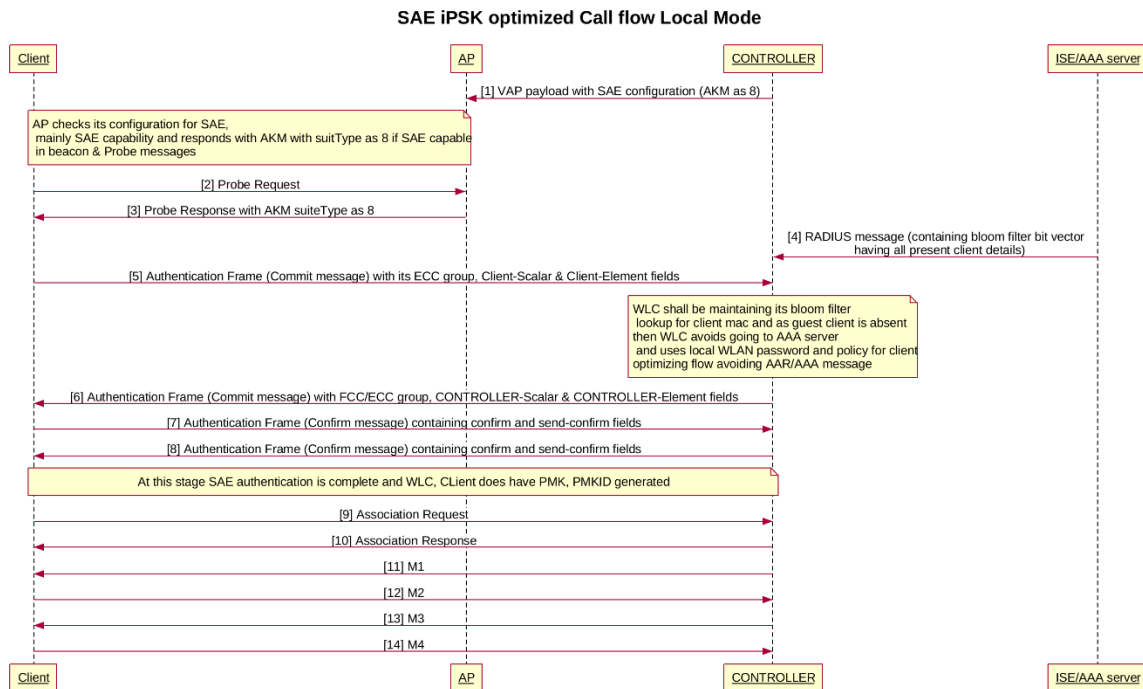 SAE iPSK optimized Call flow Local Mode
Client
AP
CONTROLLER
ISE/AAA server
[1] VAP payload with SAE configuration (AKM as 8)
AP checks its configuration for SAE,
mainly SAE capability and responds with AKM with suitType as 8 if SAE capable
in beacon & Probe messages
[2] Probe Request
[3] Probe Response with AKM suiteType as 8
[4] RADIUS message (containing bloom filter bit vector
having all present client details)
[5] Authentication Frame (Commit message) with its ECC group, Client-Scalar & Client-Element fields
WLC shall be maintaining its bloom filter
lookup for client mac and as guest client is absent
then WLC avoids going to AAA server
and uses local WLAN password and policy for client
optimizing flow avoiding AAR/AAA message
[6] Authentication Frame (Commit message) with FCC/ECC group, CONTROLLER-Scalar & CONTROLLER-Element fields
[7] Authentication Frame (Confirm message) containing confirm and send-confirm fields
[8] Authentication Frame (Confirm message) containing confirm and send-confirm fields
At this stage SAE authentication is complete and WLC, CLient does have PMK, PMKID generated
[9] Association Request
[10] Association Response
[11] M1
[12] M2
[13] M3
[14] M4
Client
AP
CONTROLLER
ISE/AAA server